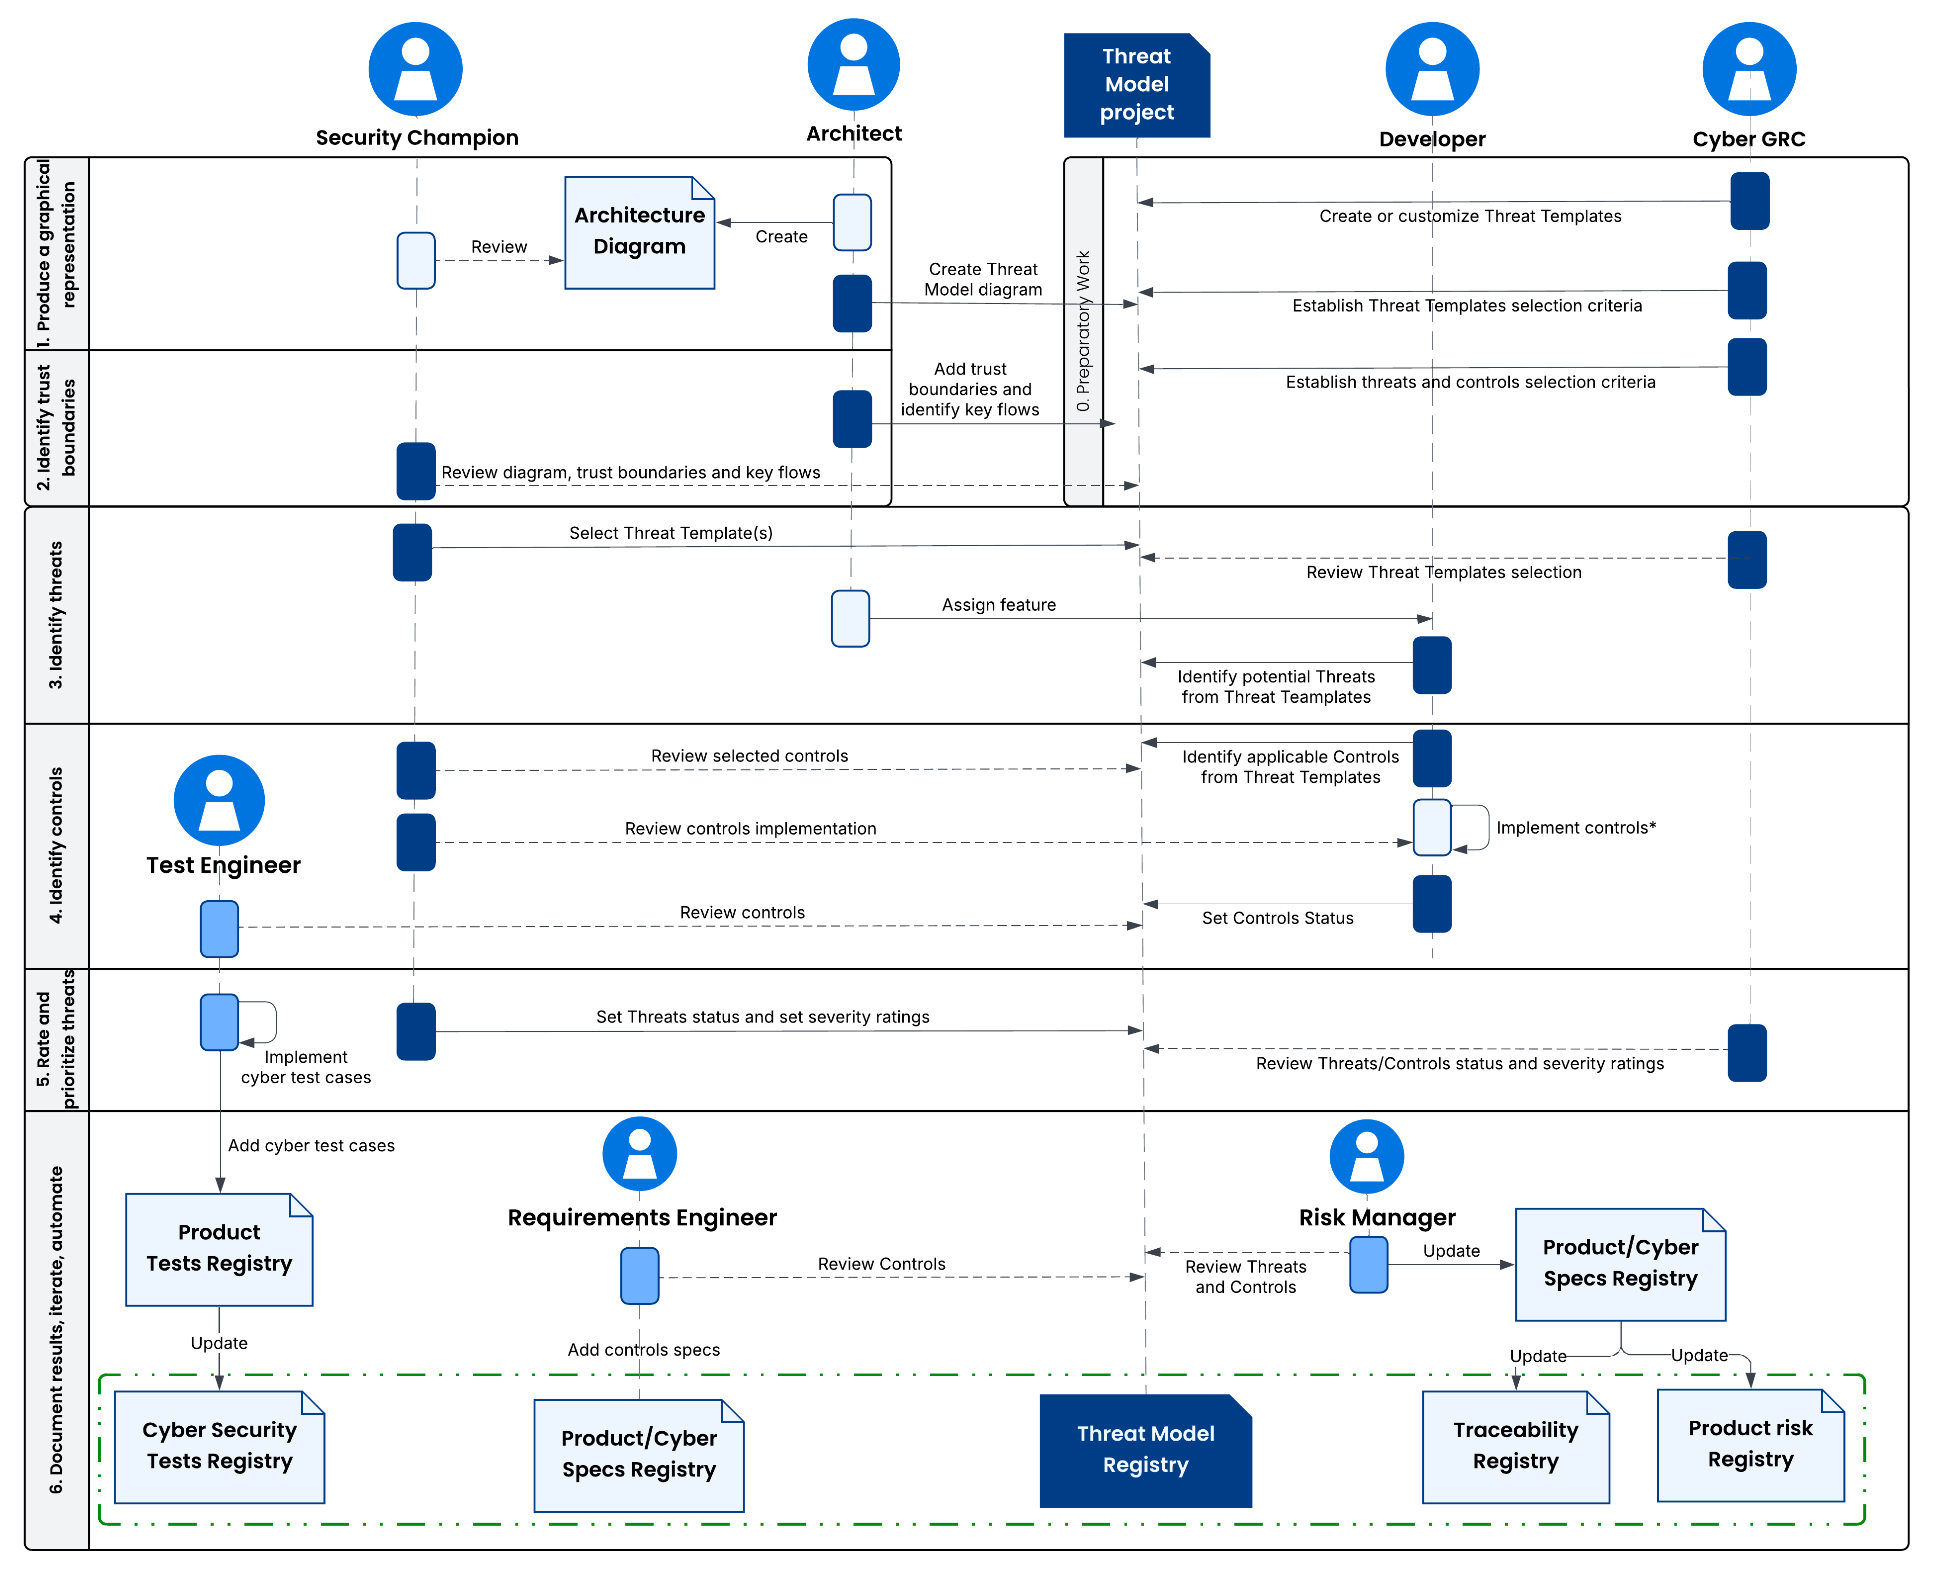 Threat
Model
project
Security Champion
Architect
Developer
Cyber GRC
1. Produce a graphical
representation
Architecture
Diagram
Review
Create
Create Threat
Model diagram
0. Preparatory Work
Create or customize Threat Templates
Establish Threat Templates selection criteria
Establish threats and controls selection criteria
2. Identify trust
boundaries
Add trust
boundaries and
identify key flows
Review diagram, trust boundaries and key flows
3. Identify threats
Select Threat Template(s)
Review Threat Templates selection
Assign feature
Identify potential Threats
from Threat Teamplates
4. Identify controls
Test Engineer
Review selected controls
Identify applicable Controls
from Threat Templates
Review controls implementation
Implement controls*
Review controls
Set Controls Status
5. Rate and
prioritize threats
Implement
cyber test cases
Set Threats status and set severity ratings
Review Threats/Controls status and severity ratings
6. Document results, iterate, automate
Add cyber test cases
Product
Tests Registry
Update
Cyber Security
Tests Registry
Requirements Engineer
Review Controls
Add controls specs
Product/Cyber
Specs Registry
Threat Model
Registry
Risk Manager
Review Threats
and Controls
Update
Product/Cyber
Specs Registry
Update
Update
Traceability
Registry
Product risk
Registry